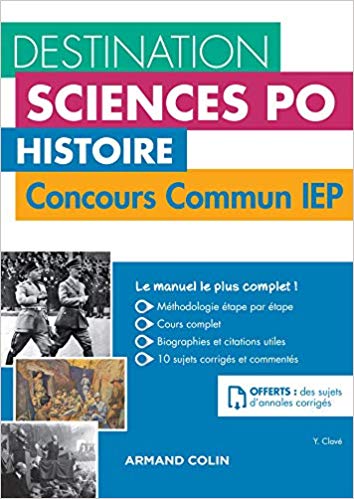 DESTINATION
SCIENCES PO
HISTOIRE
Concours Commun IEP
Le manuel le plus complet !
Méthodologie étape par étape
Cours complet
Biographies et citations utiles
10 sujets corrigés et commentés
OFFERTS : des sujets
d'annales corrigés
Y. Clavé
ARMAND COLIN